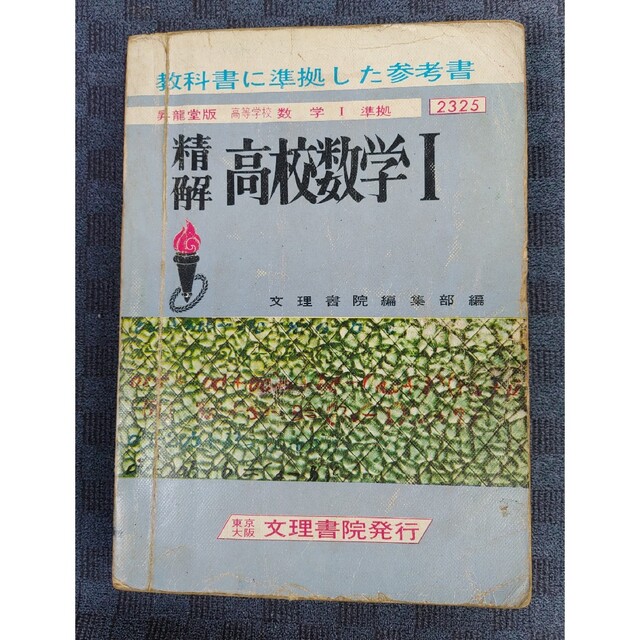 教科書に準拠した参考書
昇龍堂版 高等学校 数学Ⅰ 準拠 2325
精解 高校数学Ⅰ
文理書院編集部編
東京 大阪 文理書院発行